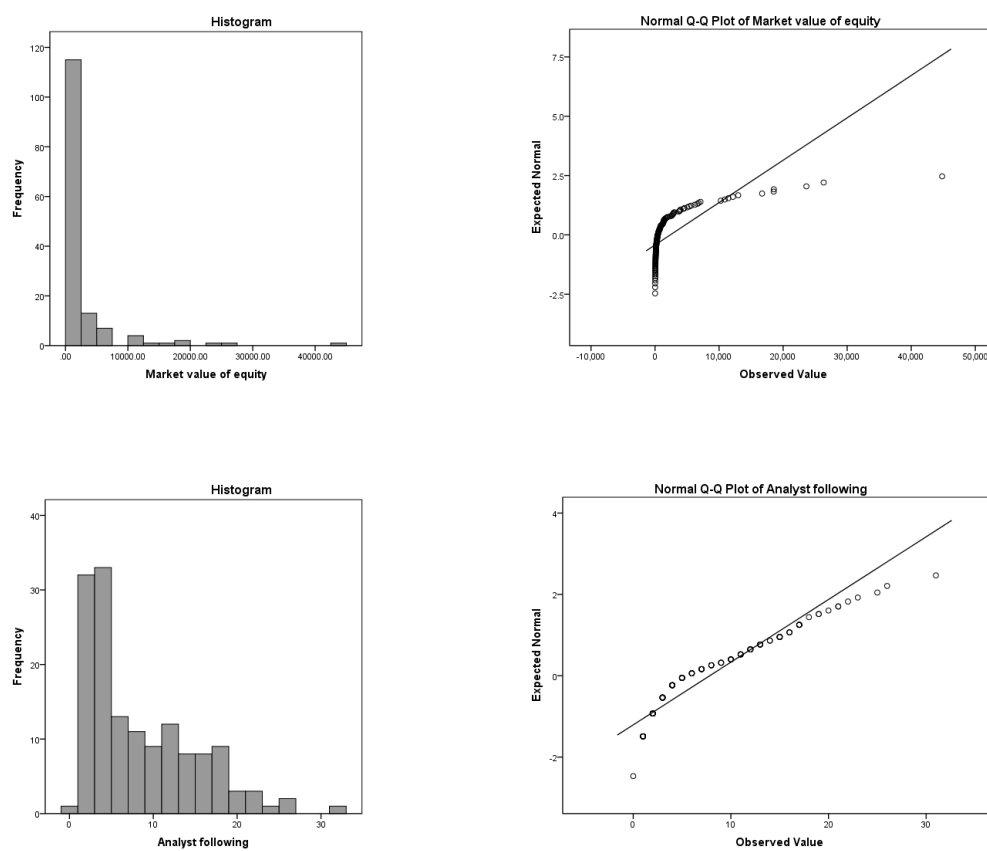 Histogram
120
100
80
60
40
20
0
Frequency
.00 10000.00 20000.00 30000.00 40000.00
Market value of equity
Normal Q-Q Plot of Market value of equity
7.5
5.0
2.5
0.0
-2.5
Expected Normal
-10,000 0 10,000 20,000 30,000 40,000 50,000
Observed Value
Histogram
40
30
20
10
0
Frequency
0 10 20 30
Analyst following
Normal Q-Q Plot of Analyst following
4
2
0
-2
Expected Normal
0 10 20 30
Observed Value